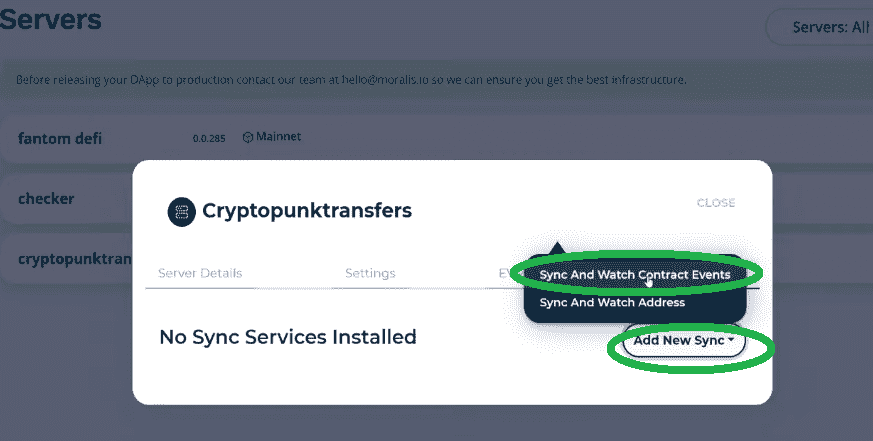 Servers
Servers: All
Before releasing your DApp to production contact our team at hello@moralis.io so we can ensure you get the best infrastructure.
fantom defi 0.0.285 Mainnet
checker
cryptopunktran
Cryptopunktransfers
CLOSE
Server Details Settings
Sync And Watch Contract Events
Sync And Watch Address
No Sync Services Installed
Add New Sync